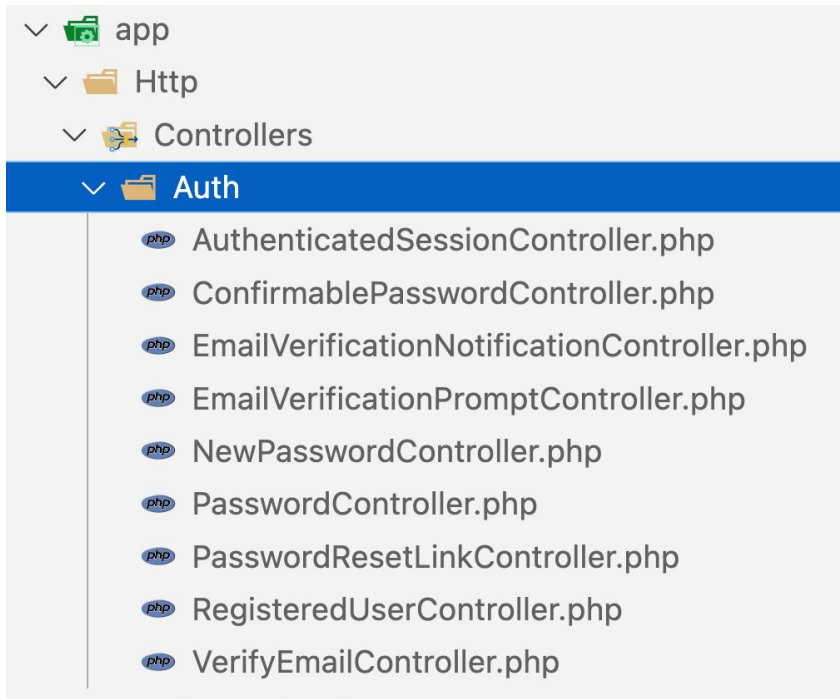 app
Http
Controllers
Auth
php AuthenticatedSessionController.php
php ConfirmablePasswordController.php
php EmailVerificationNotificationController.php
php EmailVerificationPromptController.php
php NewPasswordController.php
php PasswordController.php
php PasswordResetLinkController.php
php RegisteredUserController.php
php VerifyEmailController.php